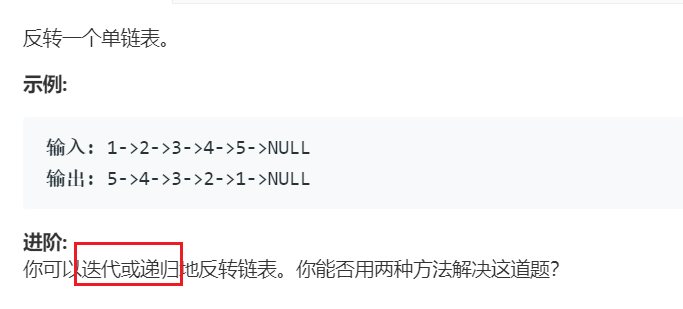 反转一个单链表。
示例:
输入: 1->2->3->4->5->NULL
输出: 5->4->3->2->1->NULL
进阶:
你可以迭代或递归地反转链表。你能否用两种方法解决这道题?